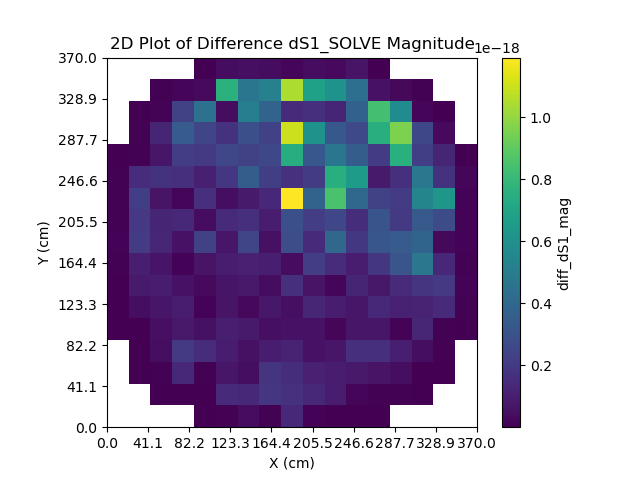 2D Plot of Difference dS1_SOLVE Magnitude
1e−18
370.0
328.9
287.7
246.6
205.5
164.4
123.3
82.2
41.1
0.0
Y (cm)
0.0 41.1 82.2 123.3 164.4 205.5 246.6 287.7 328.9 370.0
X (cm)
1.0
0.8
0.6
0.4
0.2
diff_dS1_mag